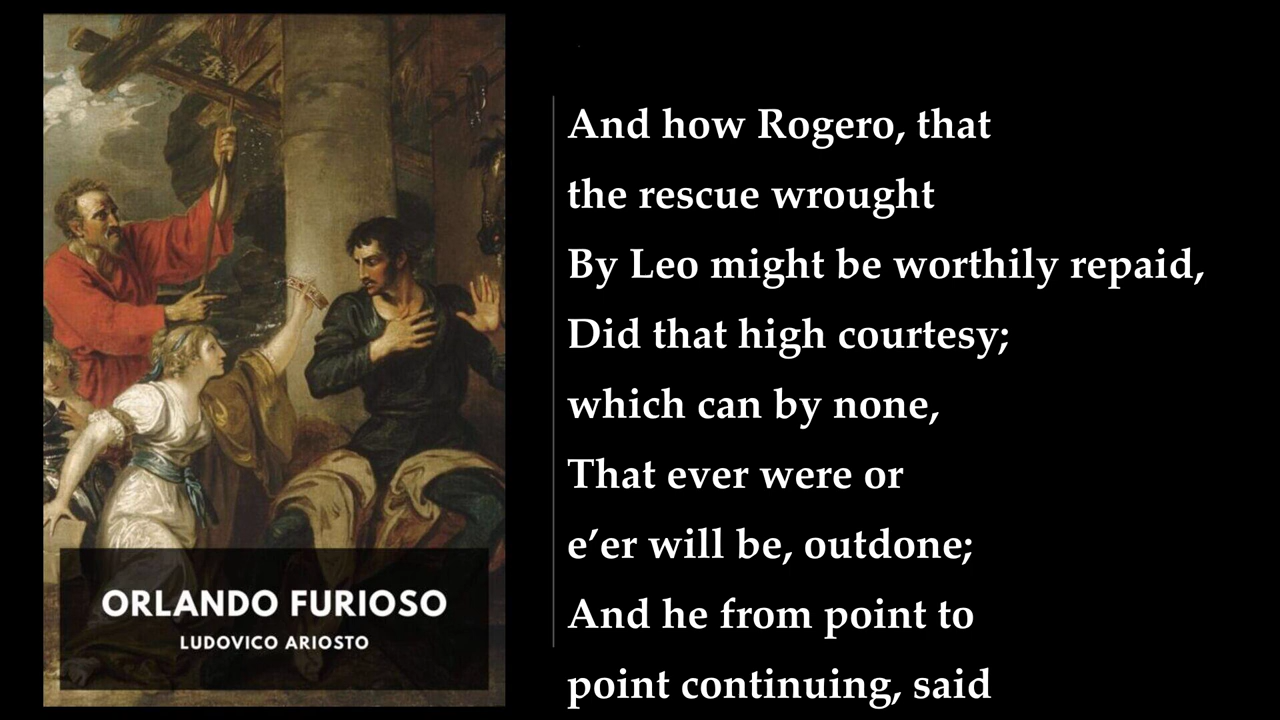 ORLANDO FURIOSO
LUDOVICO ARIOSTO
And how Rogero, that
the rescue wrought
By Leo might be worthily repaid,
Did that high courtesy;
which can by none,
That ever were or
e’er will be, outdone;
And he from point to
point continuing, said